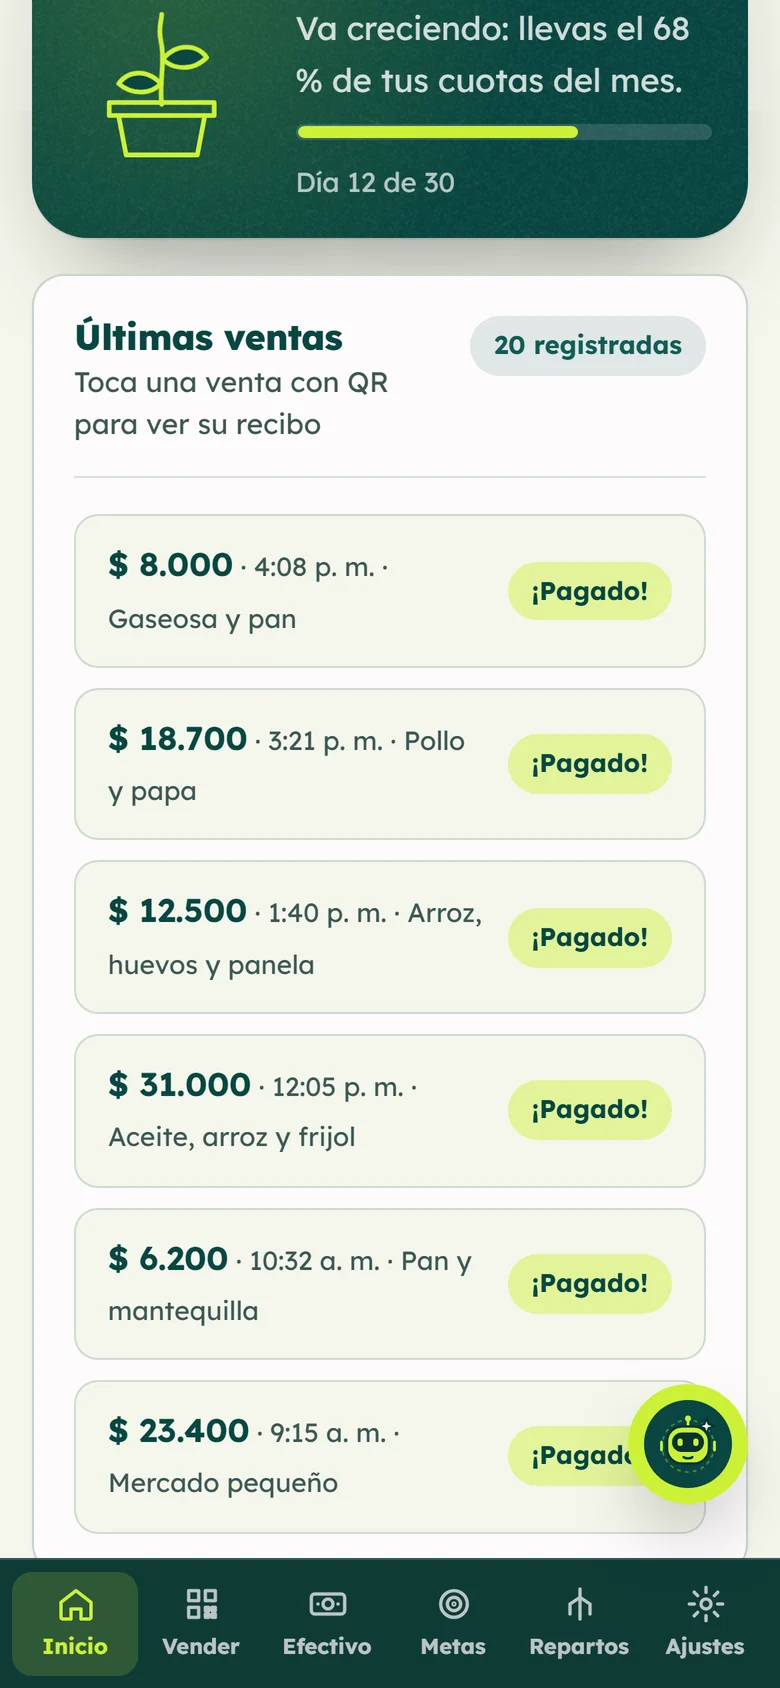 Va creciendo: llevas el 68
% de tus cuotas del mes.
Día 12 de 30
Últimas ventas
20 registradas
Toca una venta con QR
para ver su recibo
$ 8.000 · 4:08 p. m. ·
Gaseosa y pan
¡Pagado!
$ 18.700 · 3:21 p. m. · Pollo
y papa
¡Pagado!
$ 12.500 · 1:40 p. m. · Arroz,
huevos y panela
¡Pagado!
$ 31.000 · 12:05 p. m. ·
Aceite, arroz y frijol
¡Pagado!
$ 6.200 · 10:32 a. m. · Pan y
mantequilla
¡Pagado!
$ 23.400 · 9:15 a. m. ·
Mercado pequeño
Inicio
Vender
Efectivo
Metas
Repartos
Ajustes